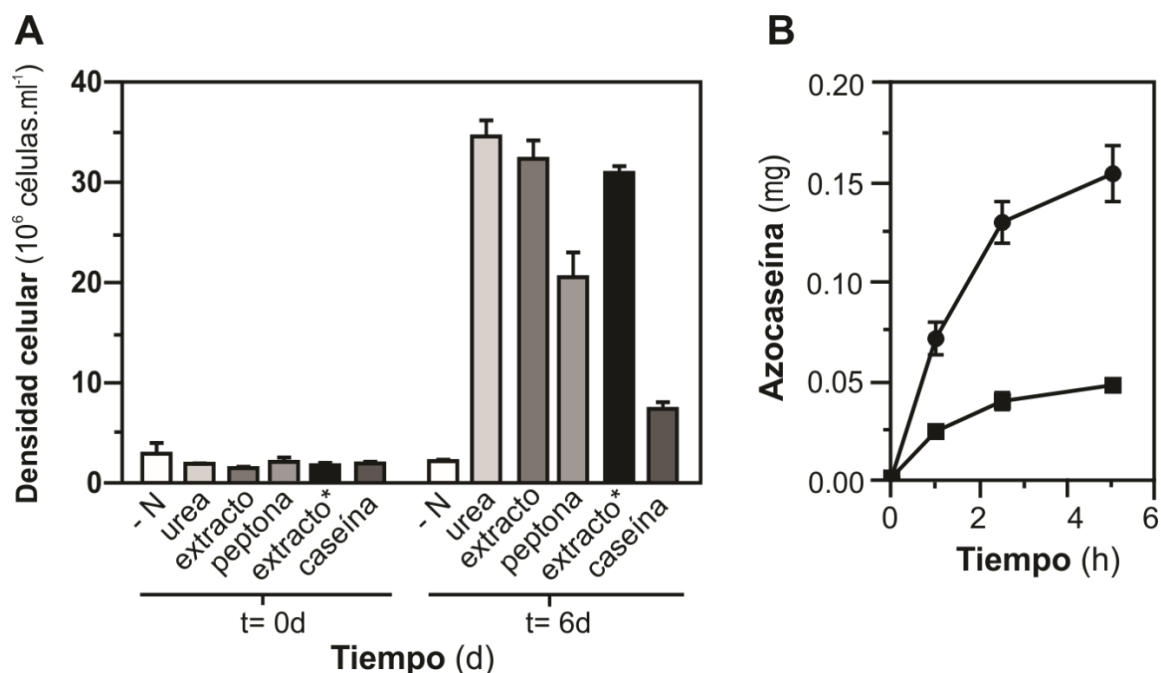 A
Densidad celular (10⁶ células.ml⁻¹)
40
30
20
10
0
- N
urea
extracto
peptona
extracto*
caseína
- N
urea
extracto
peptona
extracto*
caseína
t= 0d
t= 6d
Tiempo (d)
B
Azocaseína (mg)
0.20
0.15
0.10
0.05
0.00
0 2 4 6
Tiempo (h)